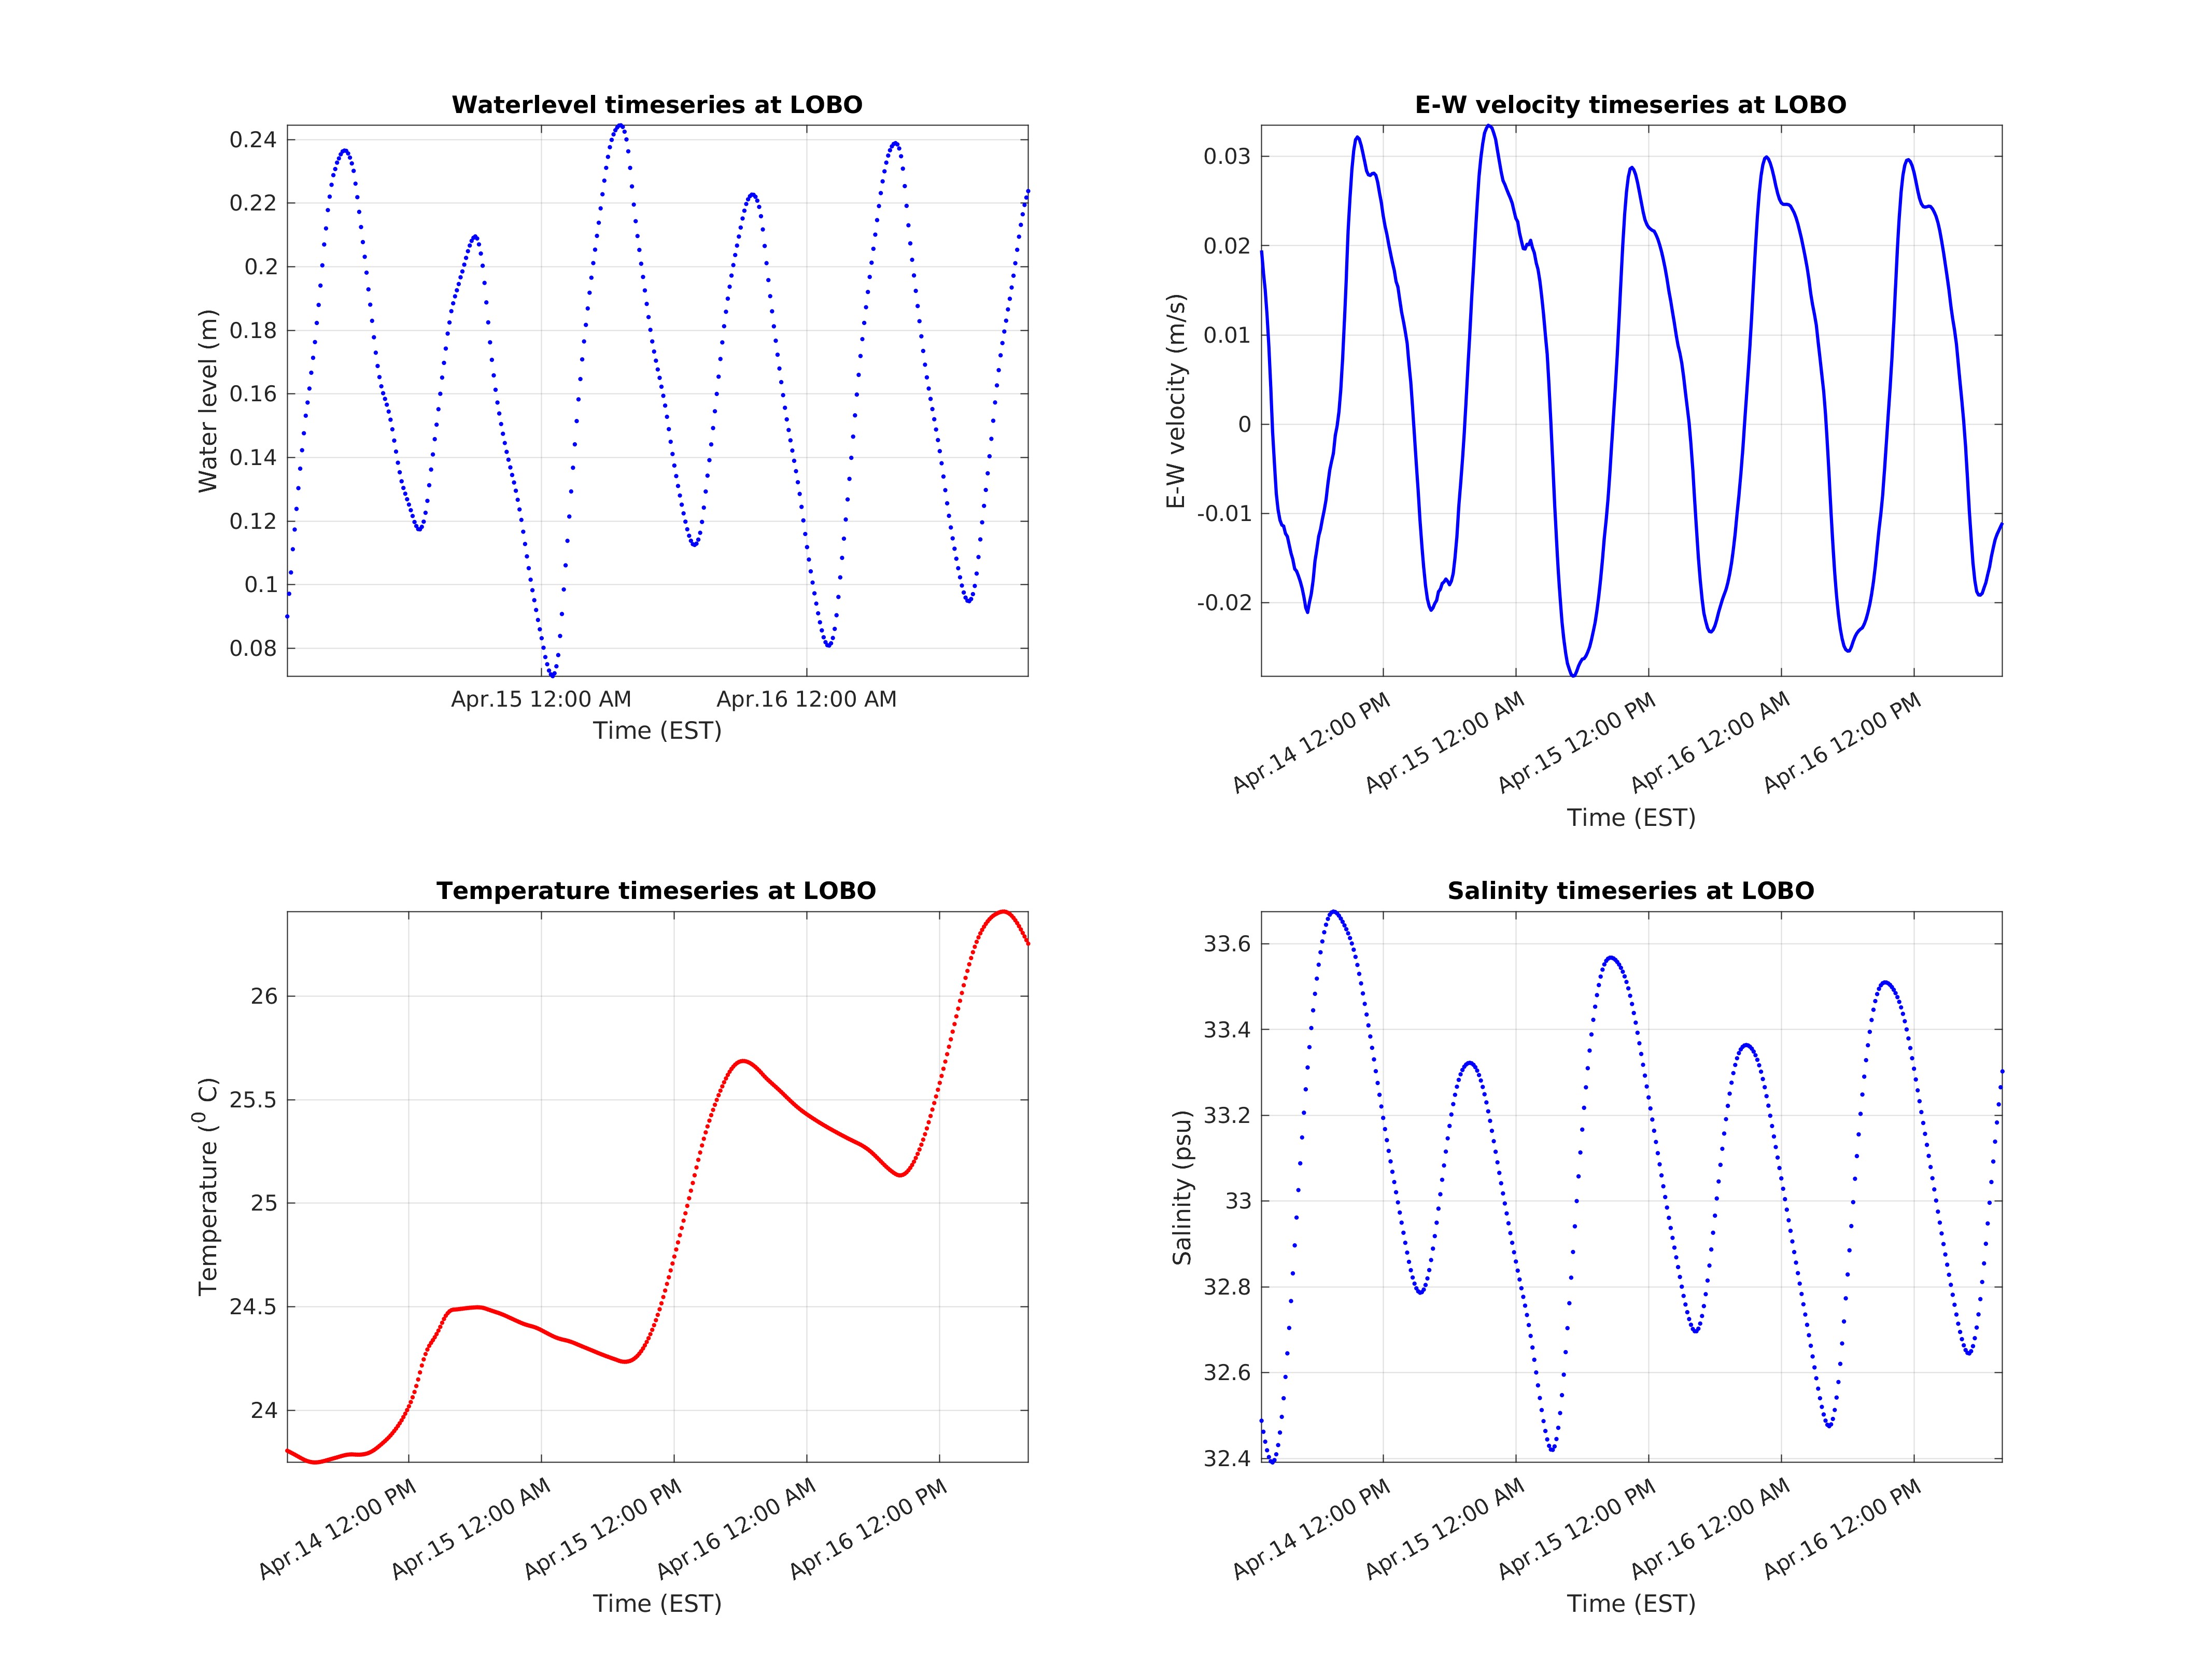 Waterlevel timeseries at LOBO
0.24
0.22
0.2
0.18
0.16
0.14
0.12
0.1
0.08
Water level (m)
Apr.15 12:00 AM
Apr.16 12:00 AM
Time (EST)
E-W velocity timeseries at LOBO
0.03
0.02
0.01
0
-0.01
-0.02
E-W velocity (m/s)
Apr.14 12:00 PM
Apr.15 12:00 AM
Apr.15 12:00 PM
Apr.16 12:00 AM
Apr.16 12:00 PM
Time (EST)
Temperature timeseries at LOBO
26
25.5
25
24.5
24
Temperature (⁰ C)
Apr.14 12:00 PM
Apr.15 12:00 AM
Apr.15 12:00 PM
Apr.16 12:00 AM
Apr.16 12:00 PM
Time (EST)
Salinity timeseries at LOBO
33.6
33.4
33.2
33
32.8
32.6
32.4
Salinity (psu)
Apr.14 12:00 PM
Apr.15 12:00 AM
Apr.15 12:00 PM
Apr.16 12:00 AM
Apr.16 12:00 PM
Time (EST)